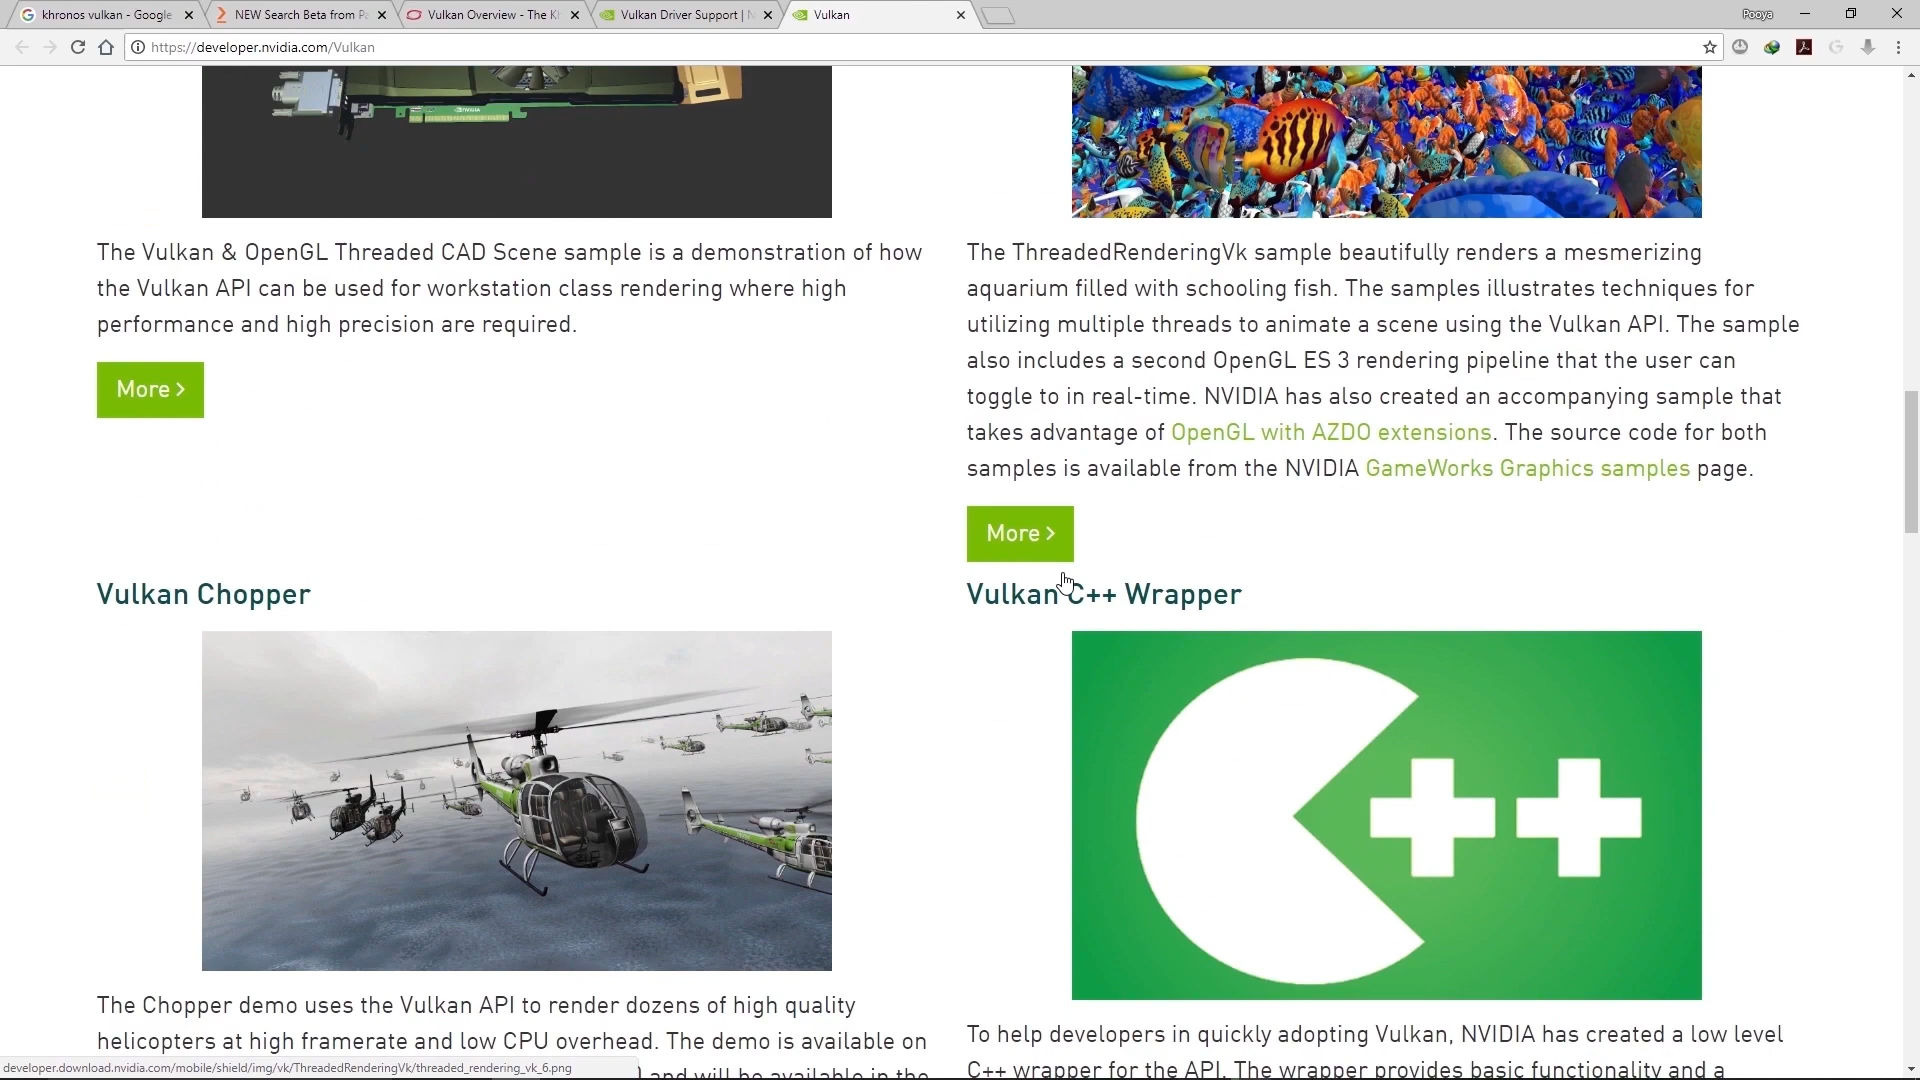 khronos vulkan - Google
NEW Search Beta from Pa
Vulkan Overview - The Kh
Vulkan Driver Support | N
Vulkan
Pooya
https://developer.nvidia.com/Vulkan
NVIDIA
The Vulkan & OpenGL Threaded CAD Scene sample is a demonstration of how
the Vulkan API can be used for workstation class rendering where high
performance and high precision are required.
More >
The ThreadedRenderingVk sample beautifully renders a mesmerizing
aquarium filled with schooling fish. The samples illustrates techniques for
utilizing multiple threads to animate a scene using the Vulkan API. The sample
also includes a second OpenGL ES 3 rendering pipeline that the user can
toggle to in real-time. NVIDIA has also created an accompanying sample that
takes advantage of OpenGL with AZDO extensions. The source code for both
samples is available from the NVIDIA GameWorks Graphics samples page.
More >
Vulkan Chopper
The Chopper demo uses the Vulkan API to render dozens of high quality
helicopters at high framerate and low CPU overhead. The demo is available on
) and will be available in the
Vulkan C++ Wrapper
++
To help developers in quickly adopting Vulkan, NVIDIA has created a low level
C++ wrapper for the API. The wrapper provides basic functionality and a
developer.download.nvidia.com/mobile/shield/img/vk/ThreadedRenderingVk/threaded_rendering_vk_6.png